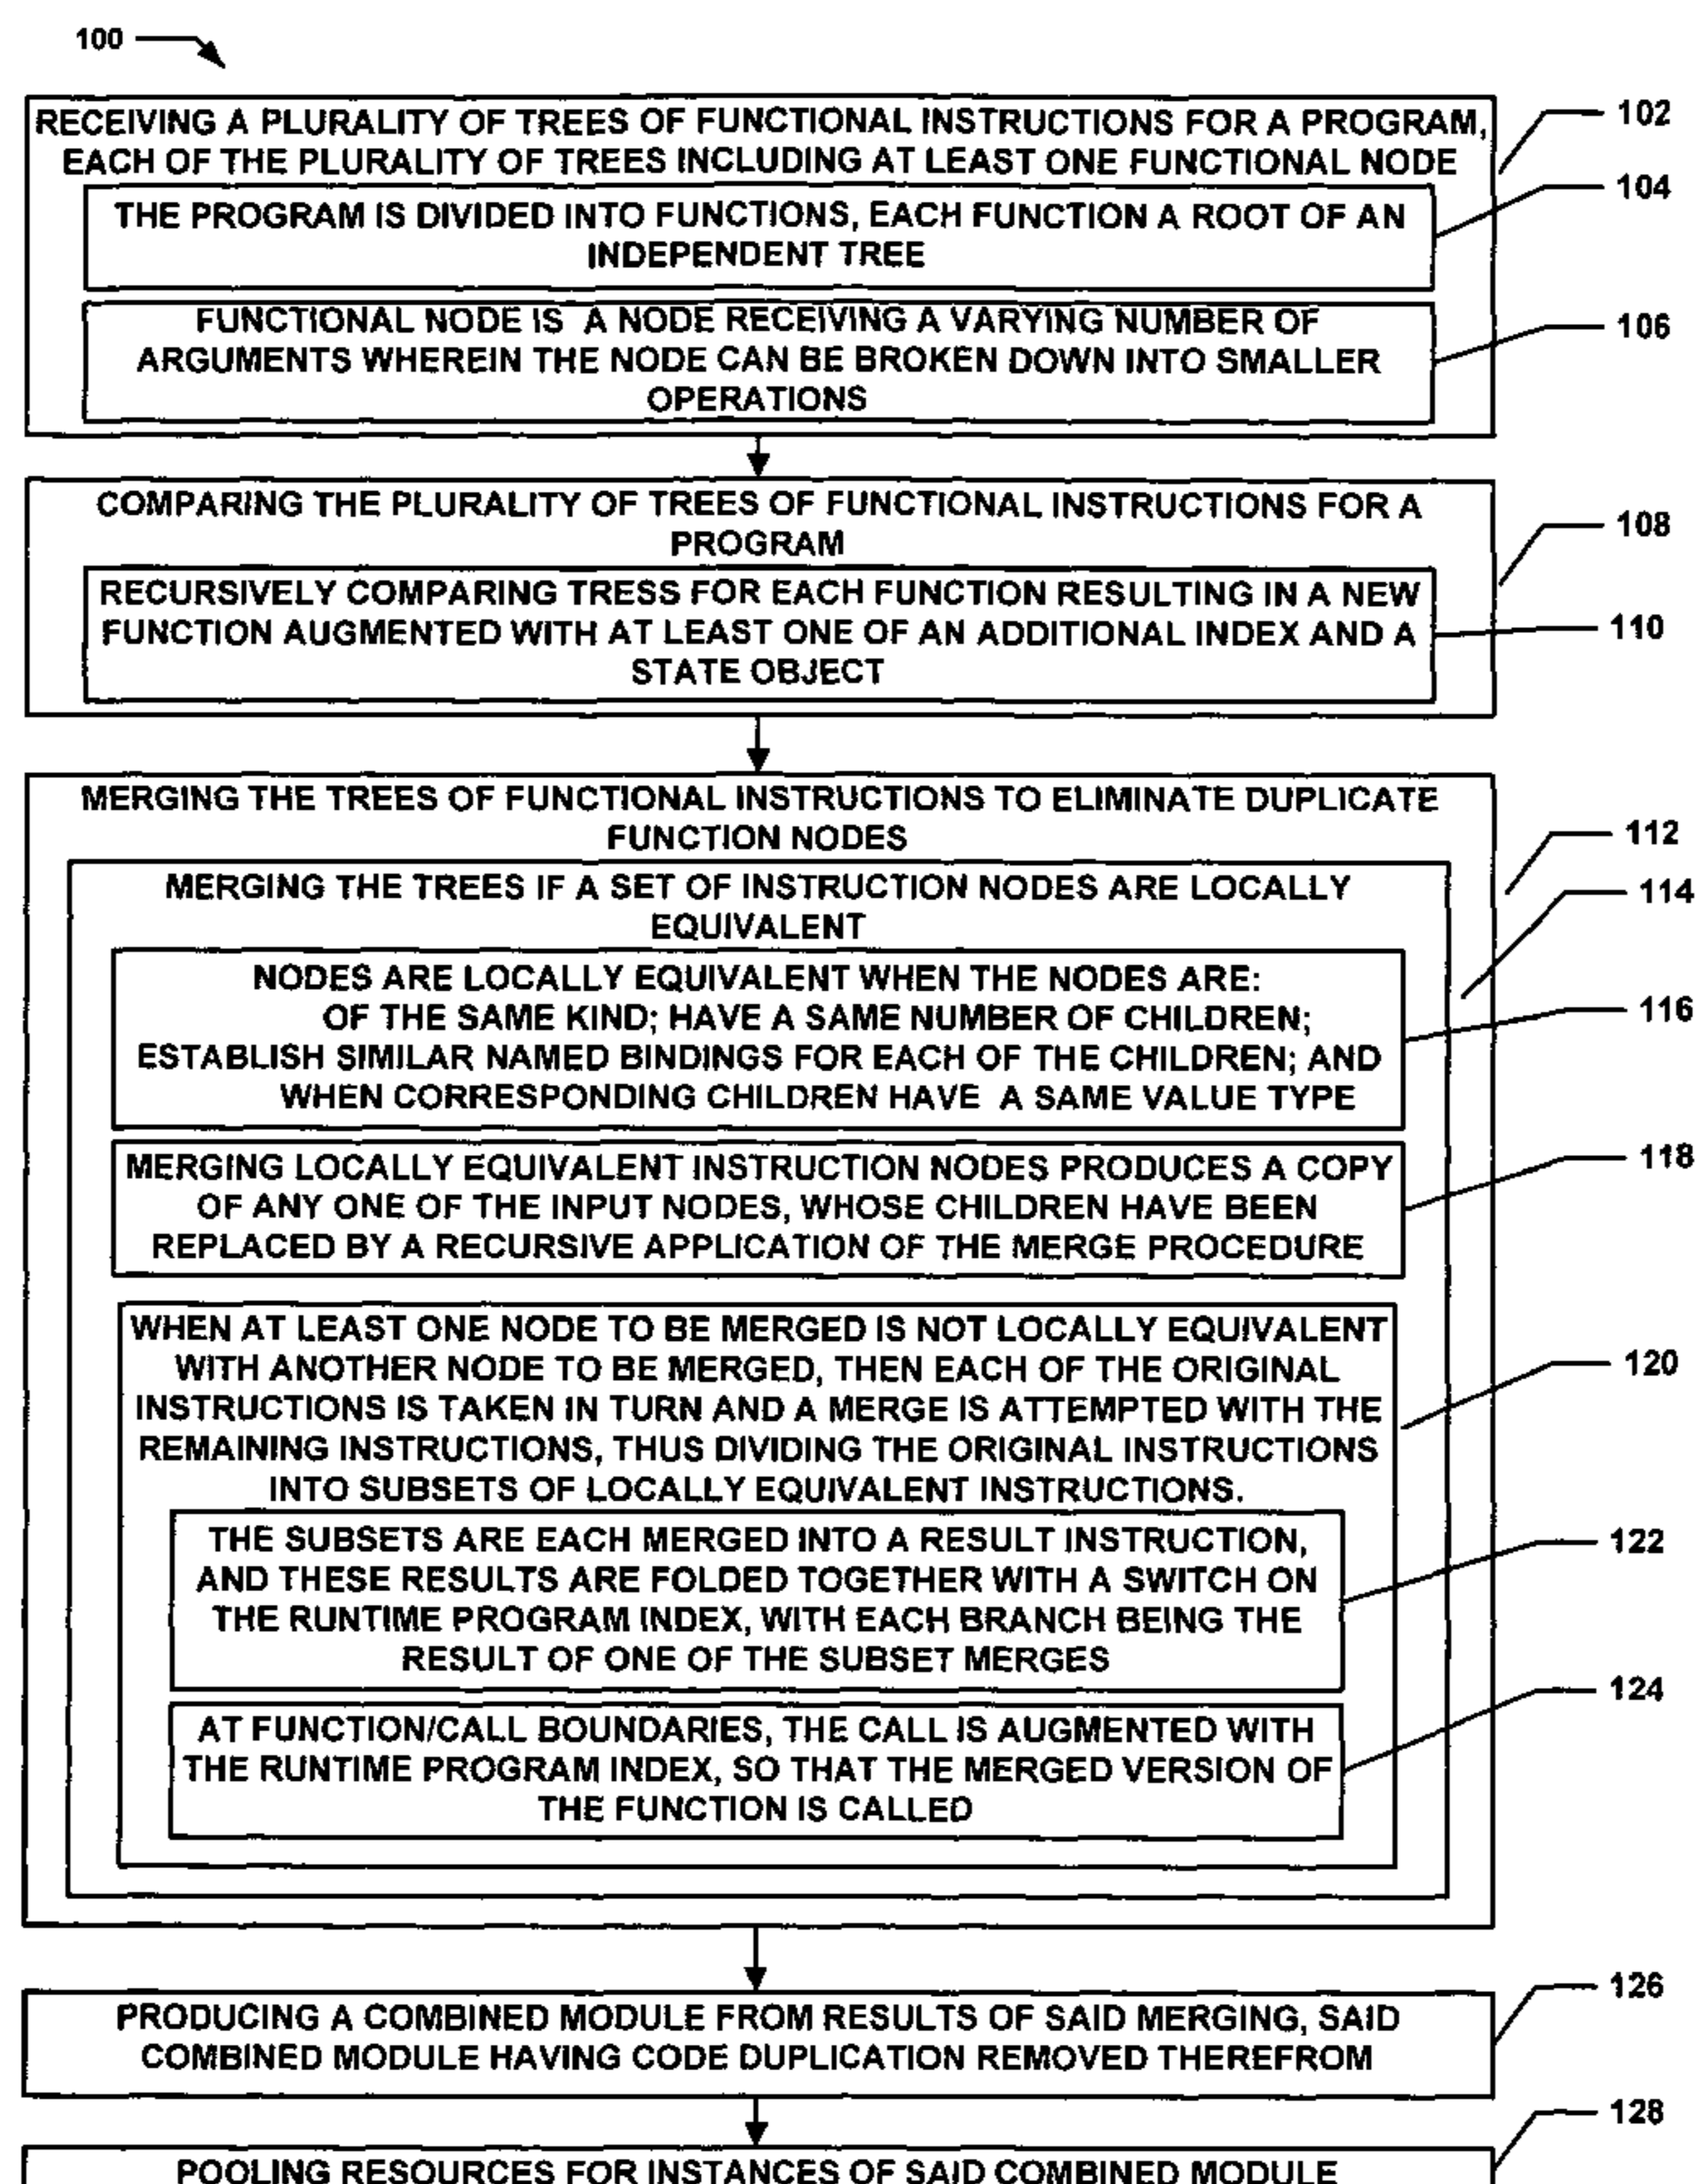 100
RECEIVING A PLURALITY OF TREES OF FUNCTIONAL INSTRUCTIONS FOR A PROGRAM,
EACH OF THE PLURALITY OF TREES INCLUDING AT LEAST ONE FUNCTIONAL NODE
102
THE PROGRAM IS DIVIDED INTO FUNCTIONS, EACH FUNCTION A ROOT OF AN
INDEPENDENT TREE
104
FUNCTIONAL NODE IS A NODE RECEIVING A VARYING NUMBER OF
ARGUMENTS WHEREIN THE NODE CAN BE BROKEN DOWN INTO SMALLER
OPERATIONS
106
COMPARING THE PLURALITY OF TREES OF FUNCTIONAL INSTRUCTIONS FOR A
PROGRAM
108
RECURSIVELY COMPARING TRESS FOR EACH FUNCTION RESULTING IN A NEW
FUNCTION AUGMENTED WITH AT LEAST ONE OF AN ADDITIONAL INDEX AND A
STATE OBJECT
110
MERGING THE TREES OF FUNCTIONAL INSTRUCTIONS TO ELIMINATE DUPLICATE
FUNCTION NODES
112
MERGING THE TREES IF A SET OF INSTRUCTION NODES ARE LOCALLY
EQUIVALENT
114
NODES ARE LOCALLY EQUIVALENT WHEN THE NODES ARE:
OF THE SAME KIND; HAVE A SAME NUMBER OF CHILDREN;
ESTABLISH SIMILAR NAMED BINDINGS FOR EACH OF THE CHILDREN; AND
WHEN CORRESPONDING CHILDREN HAVE A SAME VALUE TYPE
116
MERGING LOCALLY EQUIVALENT INSTRUCTION NODES PRODUCES A COPY
OF ANY ONE OF THE INPUT NODES, WHOSE CHILDREN HAVE BEEN
REPLACED BY A RECURSIVE APPLICATION OF THE MERGE PROCEDURE
118
WHEN AT LEAST ONE NODE TO BE MERGED IS NOT LOCALLY EQUIVALENT
WITH ANOTHER NODE TO BE MERGED, THEN EACH OF THE ORIGINAL
INSTRUCTIONS IS TAKEN IN TURN AND A MERGE IS ATTEMPTED WITH THE
REMAINING INSTRUCTIONS, THUS DIVIDING THE ORIGINAL INSTRUCTIONS
INTO SUBSETS OF LOCALLY EQUIVALENT INSTRUCTIONS.
120
THE SUBSETS ARE EACH MERGED INTO A RESULT INSTRUCTION,
AND THESE RESULTS ARE FOLDED TOGETHER WITH A SWITCH ON
THE RUNTIME PROGRAM INDEX, WITH EACH BRANCH BEING THE
RESULT OF ONE OF THE SUBSET MERGES
122
AT FUNCTION/CALL BOUNDARIES, THE CALL IS AUGMENTED WITH
THE RUNTIME PROGRAM INDEX, SO THAT THE MERGED VERSION OF
THE FUNCTION IS CALLED
124
PRODUCING A COMBINED MODULE FROM RESULTS OF SAID MERGING, SAID
COMBINED MODULE HAVING CODE DUPLICATION REMOVED THEREFROM
126
POOLING RESOURCES FOR INSTANCES OF SAID COMBINED MODULE
128